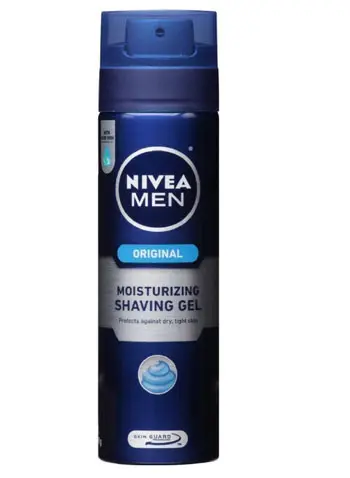 NIVEA
MEN
ORIGINAL
MOISTURIZING
SHAVING GEL
Protects against dry, tight skin
SKIN GUARD